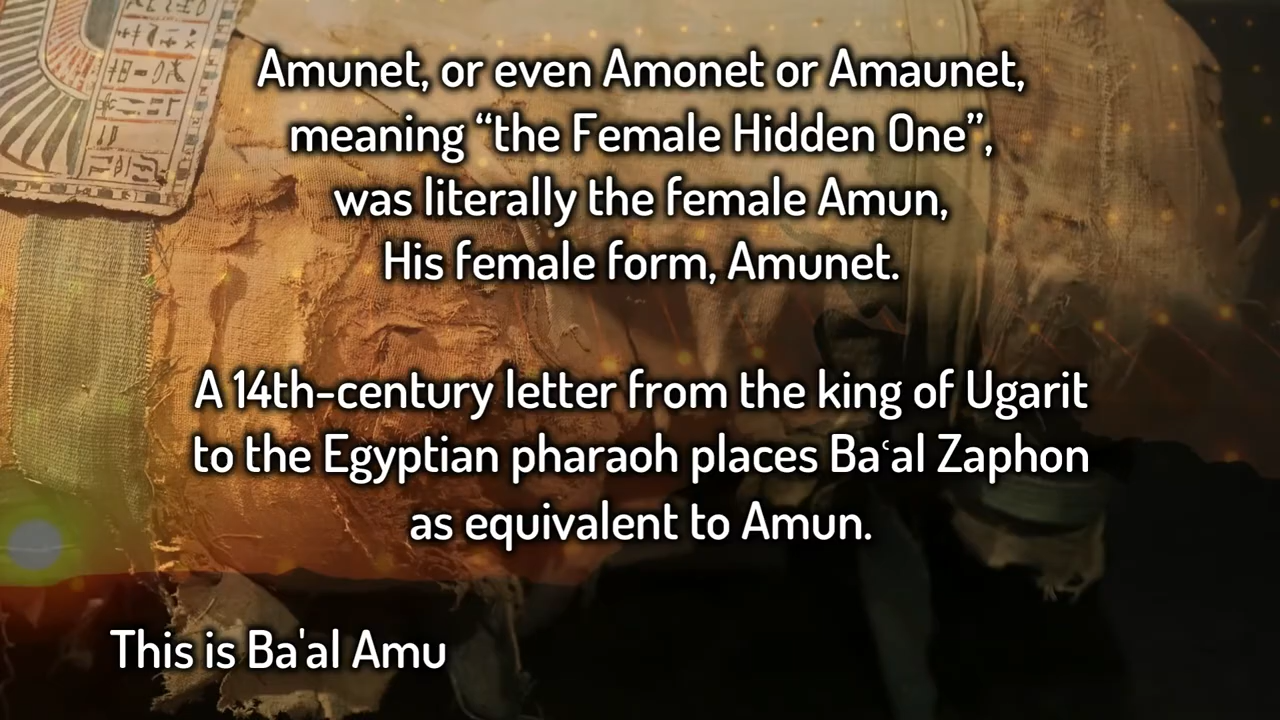 Amunet, or even Amonet or Amaunet,
meaning “the Female Hidden One”,
was literally the female Amun,
His female form, Amunet.
A 14th-century letter from the king of Ugarit
to the Egyptian pharaoh places Baʿal Zaphon
as equivalent to Amun.
This is Ba'al Amu